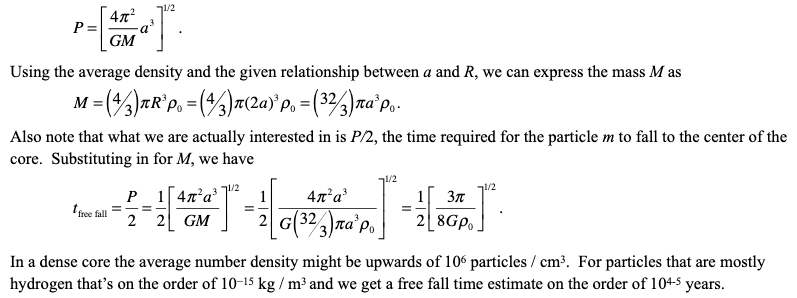 P = [ 4π² / GM a³ ]^1/2 .
Using the average density and the given relationship between a and R, we can express the mass M as
M = (4/3)πR³ρ₀ = (4/3)π(2a)³ρ₀ = (32/3)πa³ρ₀.
Also note that what we are actually interested in is P/2, the time required for the particle m to fall to the center of the
core. Substituting in for M, we have
t_free fall = P/2 = 1/2 [ 4π²a³ / GM ]^1/2 = 1/2 [ 4π²a³ / G(32/3)πa³ρ₀ ]^1/2 = 1/2 [ 3π / 8Gρ₀ ]^1/2 .
In a dense core the average number density might be upwards of 10⁶ particles / cm³. For particles that are mostly
hydrogen that’s on the order of 10⁻¹⁵ kg / m³ and we get a free fall time estimate on the order of 10⁴⁻⁵ years.